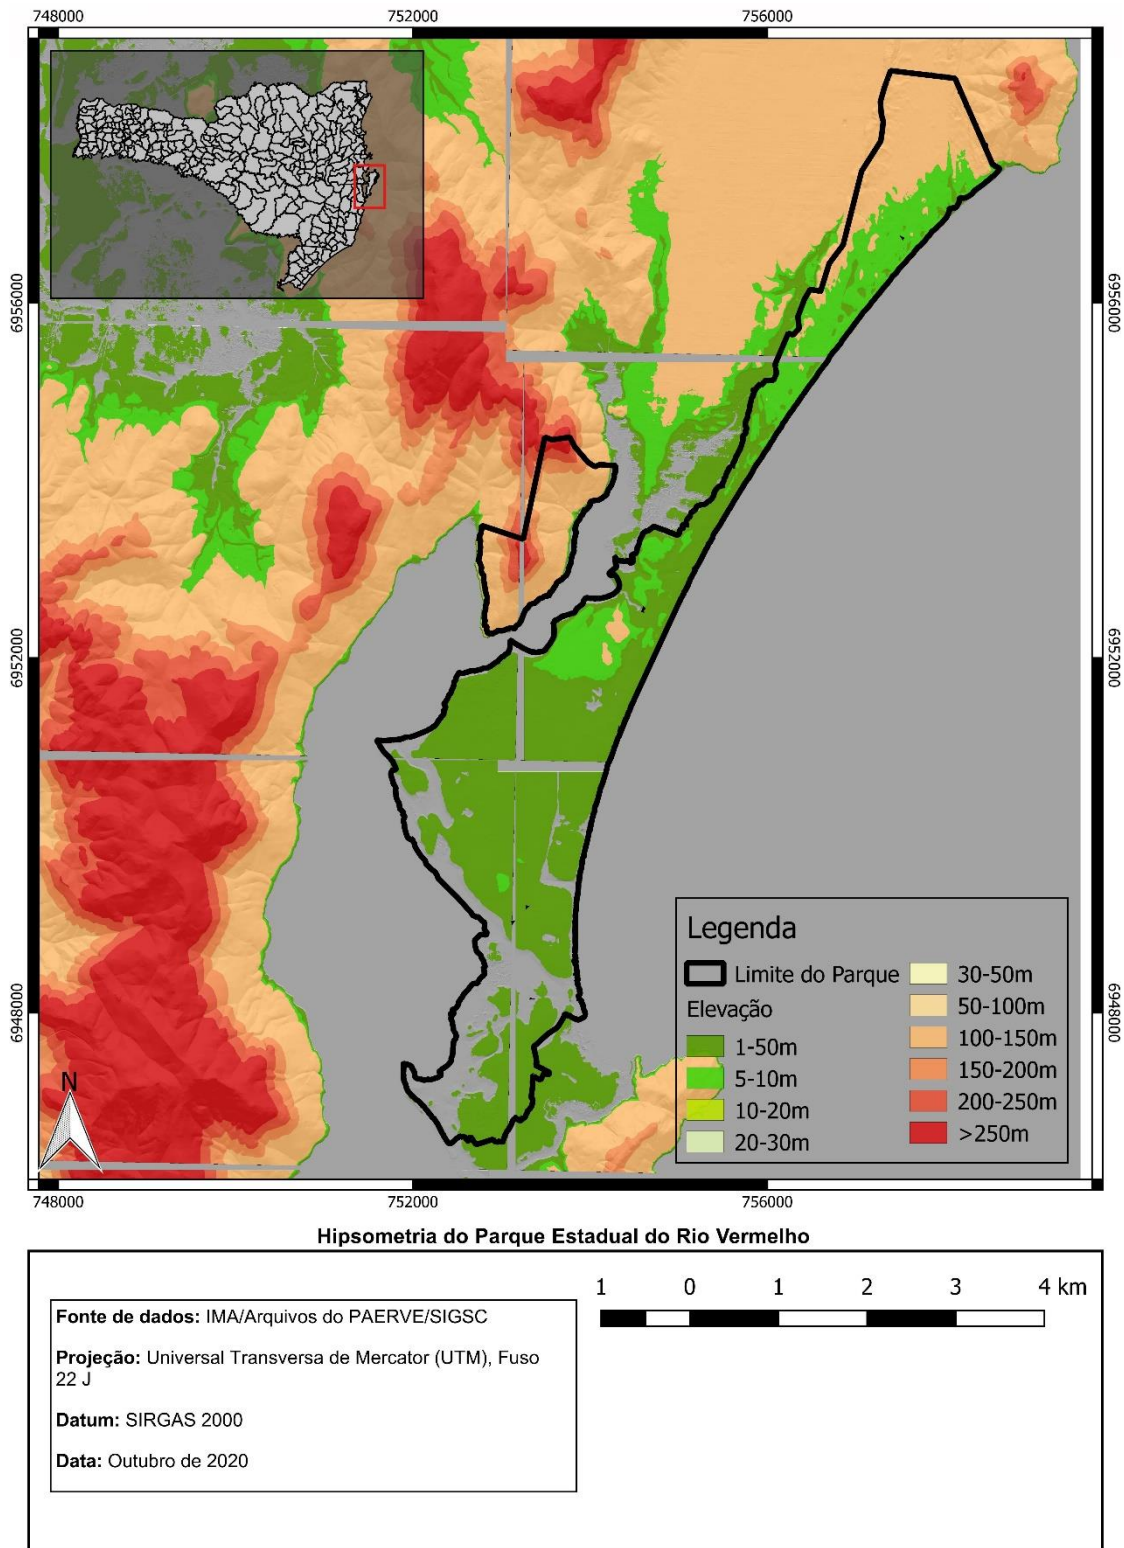 748000 752000 756000
6956000 6956000
6952000 6952000
6948000 6948000
Legenda
Limite do Parque
Elevação
1-50m
5-10m
10-20m
20-30m
30-50m
50-100m
100-150m
150-200m
200-250m
>250m
N
748000 752000 756000
Hipsometria do Parque Estadual do Rio Vermelho
1 0 1 2 3 4 km
Fonte de dados: IMA/Arquivos do PAERVE/SIGSC
Projeção: Universal Transversa de Mercator (UTM), Fuso
22 J
Datum: SIRGAS 2000
Data: Outubro de 2020